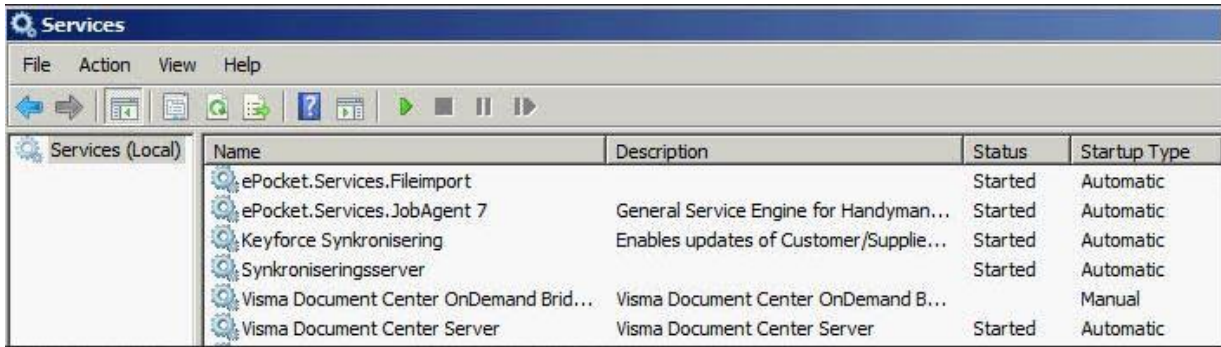 Services
File Action View Help
Services (Local) Name Description Status Startup Type
ePocket.Services.Fileimport Started Automatic
ePocket.Services.JobAgent 7 General Service Engine for Handyman... Started Automatic
Keyforce Synkronisering Enables updates of Customer/Supplie... Started Automatic
Synkroniseringsserver Started Automatic
Visma Document Center OnDemand Brid... Visma Document Center OnDemand B... Manual
Visma Document Center Server Visma Document Center Server Started Automatic